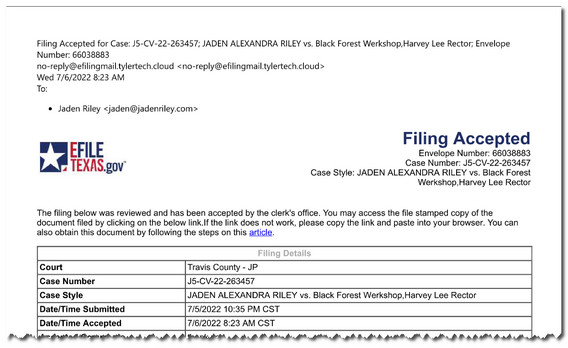 Filing Accepted for Case: J5-CV-22-263457; JADEN ALEXANDRA RILEY vs. Black Forest Werkshop,Harvey Lee Rector; Envelope
Number: 66038883
no-reply@efilingmail.tylertech.cloud <no-reply@efilingmail.tylertech.cloud>
Wed 7/6/2022 8:23 AM
To:
• Jaden Riley <jaden@jadenriley.com>
EFILE
TEXAS.gov
Filing Accepted
Envelope Number: 66038883
Case Number: J5-CV-22-263457
Case Style: JADEN ALEXANDRA RILEY vs. Black Forest
Werkshop,Harvey Lee Rector
The filing below was reviewed and has been accepted by the clerk's office. You may access the file stamped copy of the
document filed by clicking on the below link.If the link does not work, please copy the link and paste into your browser. You can
also obtain this document by following the steps on this article.
Filing Details
Court Travis County - JP
Case Number J5-CV-22-263457
Case Style JADEN ALEXANDRA RILEY vs. Black Forest Werkshop,Harvey Lee Rector
Date/Time Submitted 7/5/2022 10:35 PM CST
Date/Time Accepted 7/6/2022 8:23 AM CST